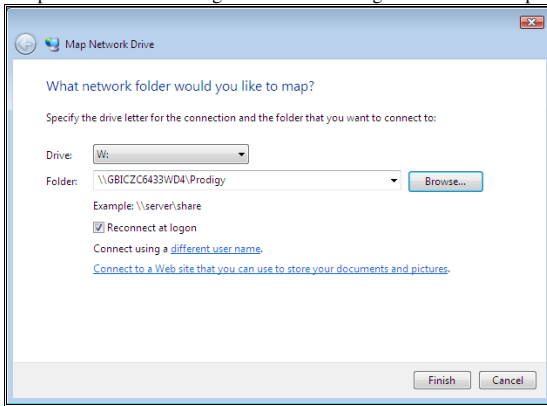 Map Network Drive
What network folder would you like to map?
Specify the drive letter for the connection and the folder that you want to connect to:
Drive: W:
Folder: \\GBICZC6433WD4\Prodigy Browse...
Example: \\server\share
Reconnect at logon
Connect using a different user name.
Connect to a Web site that you can use to store your documents and pictures.
Finish Cancel